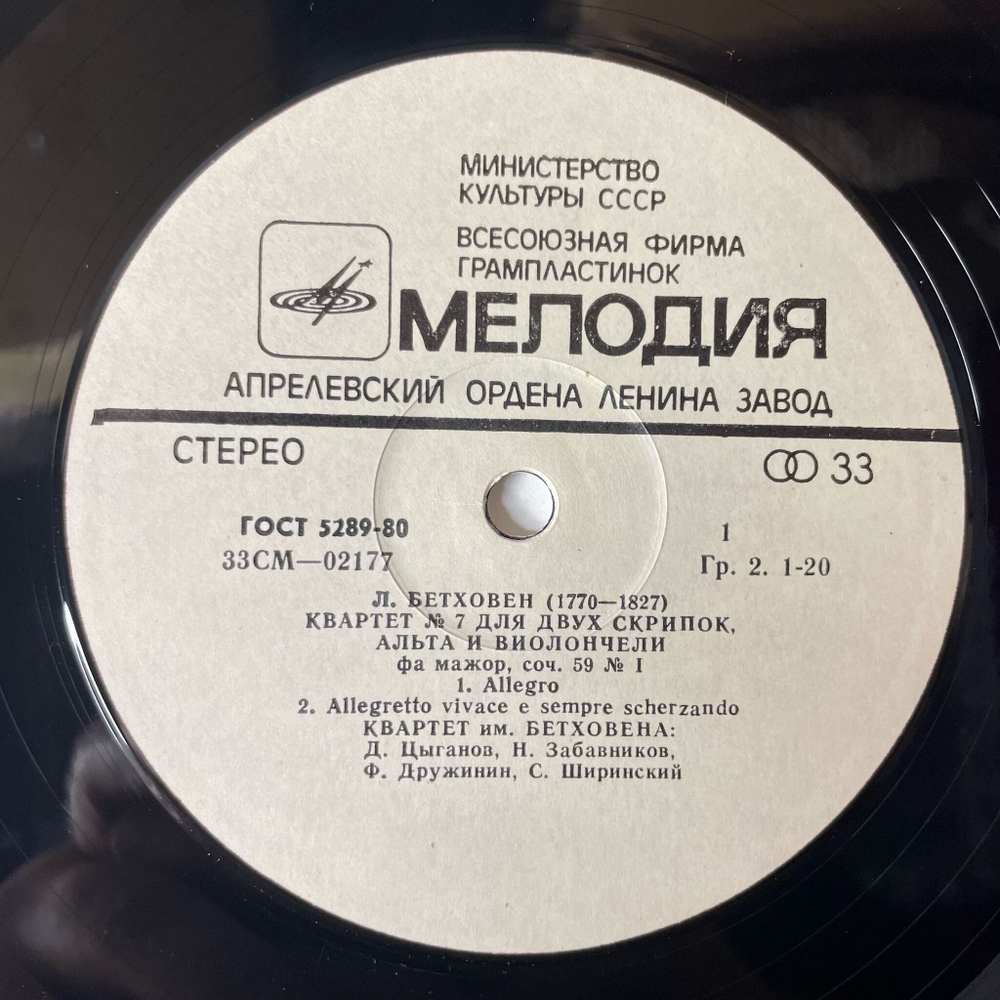 МИНИСТЕРСТВО
КУЛЬТУРЫ СССР
ВСЕСОЮЗНАЯ ФИРМА
ГРАМПЛАСТИНОК
МЕЛОДИЯ
АПРЕЛЕВСКИЙ ОРДЕНА ЛЕНИНА ЗАВОД
СТЕРЕО
33
ГОСТ 5289-80
33СМ—02177
1
Гр. 2. 1-20
Л. БЕТХОВЕН (1770—1827)
КВАРТЕТ № 7 ДЛЯ ДВУХ СКРИПОК,
АЛЬТА И ВИОЛОНЧЕЛИ
фа мажор, соч. 59 № I
1. Allegro
2. Allegretto vivace e sempre scherzando
КВАРТЕТ им. БЕТХОВЕНА:
Д. Цыганов, Н. Забавников,
Ф. Дружинин, С. Ширинский